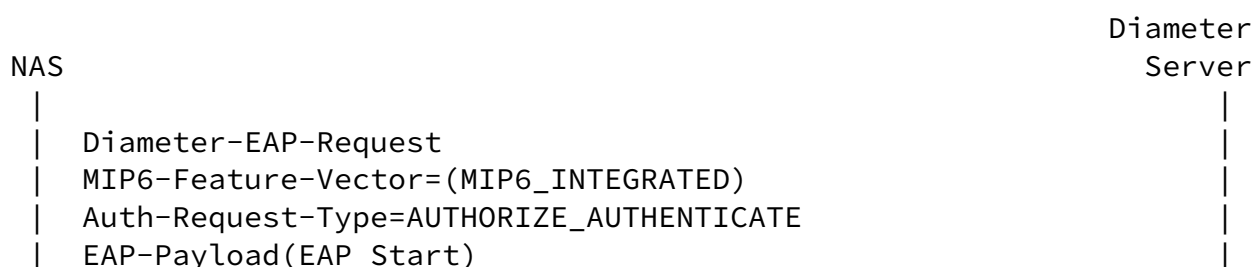 Diameter
NAS Server
| |
| Diameter-EAP-Request |
| MIP6-Feature-Vector=(MIP6_INTEGRATED) |
| Auth-Request-Type=AUTHORIZE_AUTHENTICATE |
| EAP-Payload(EAP Start) |